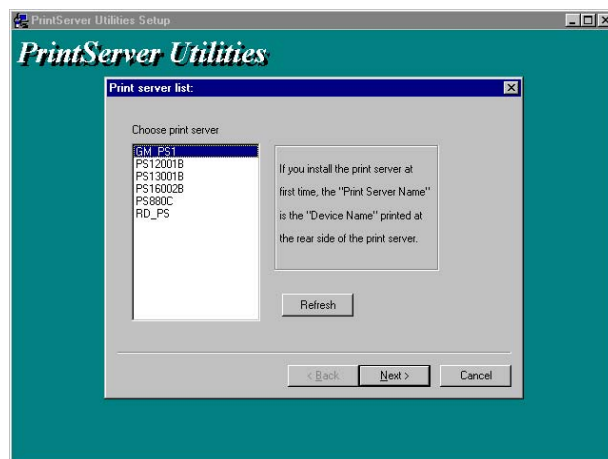 PrintServer Utilities Setup
PrintServer Utilities
Print server list:
Choose print server
GM_PS1
PS12001B
PS13001B
PS16002B
PS880C
RD_PS
If you install the print server at
first time, the "Print Server Name"
is the "Device Name" printed at
the rear side of the print server.
Refresh
< Back
Next >
Cancel